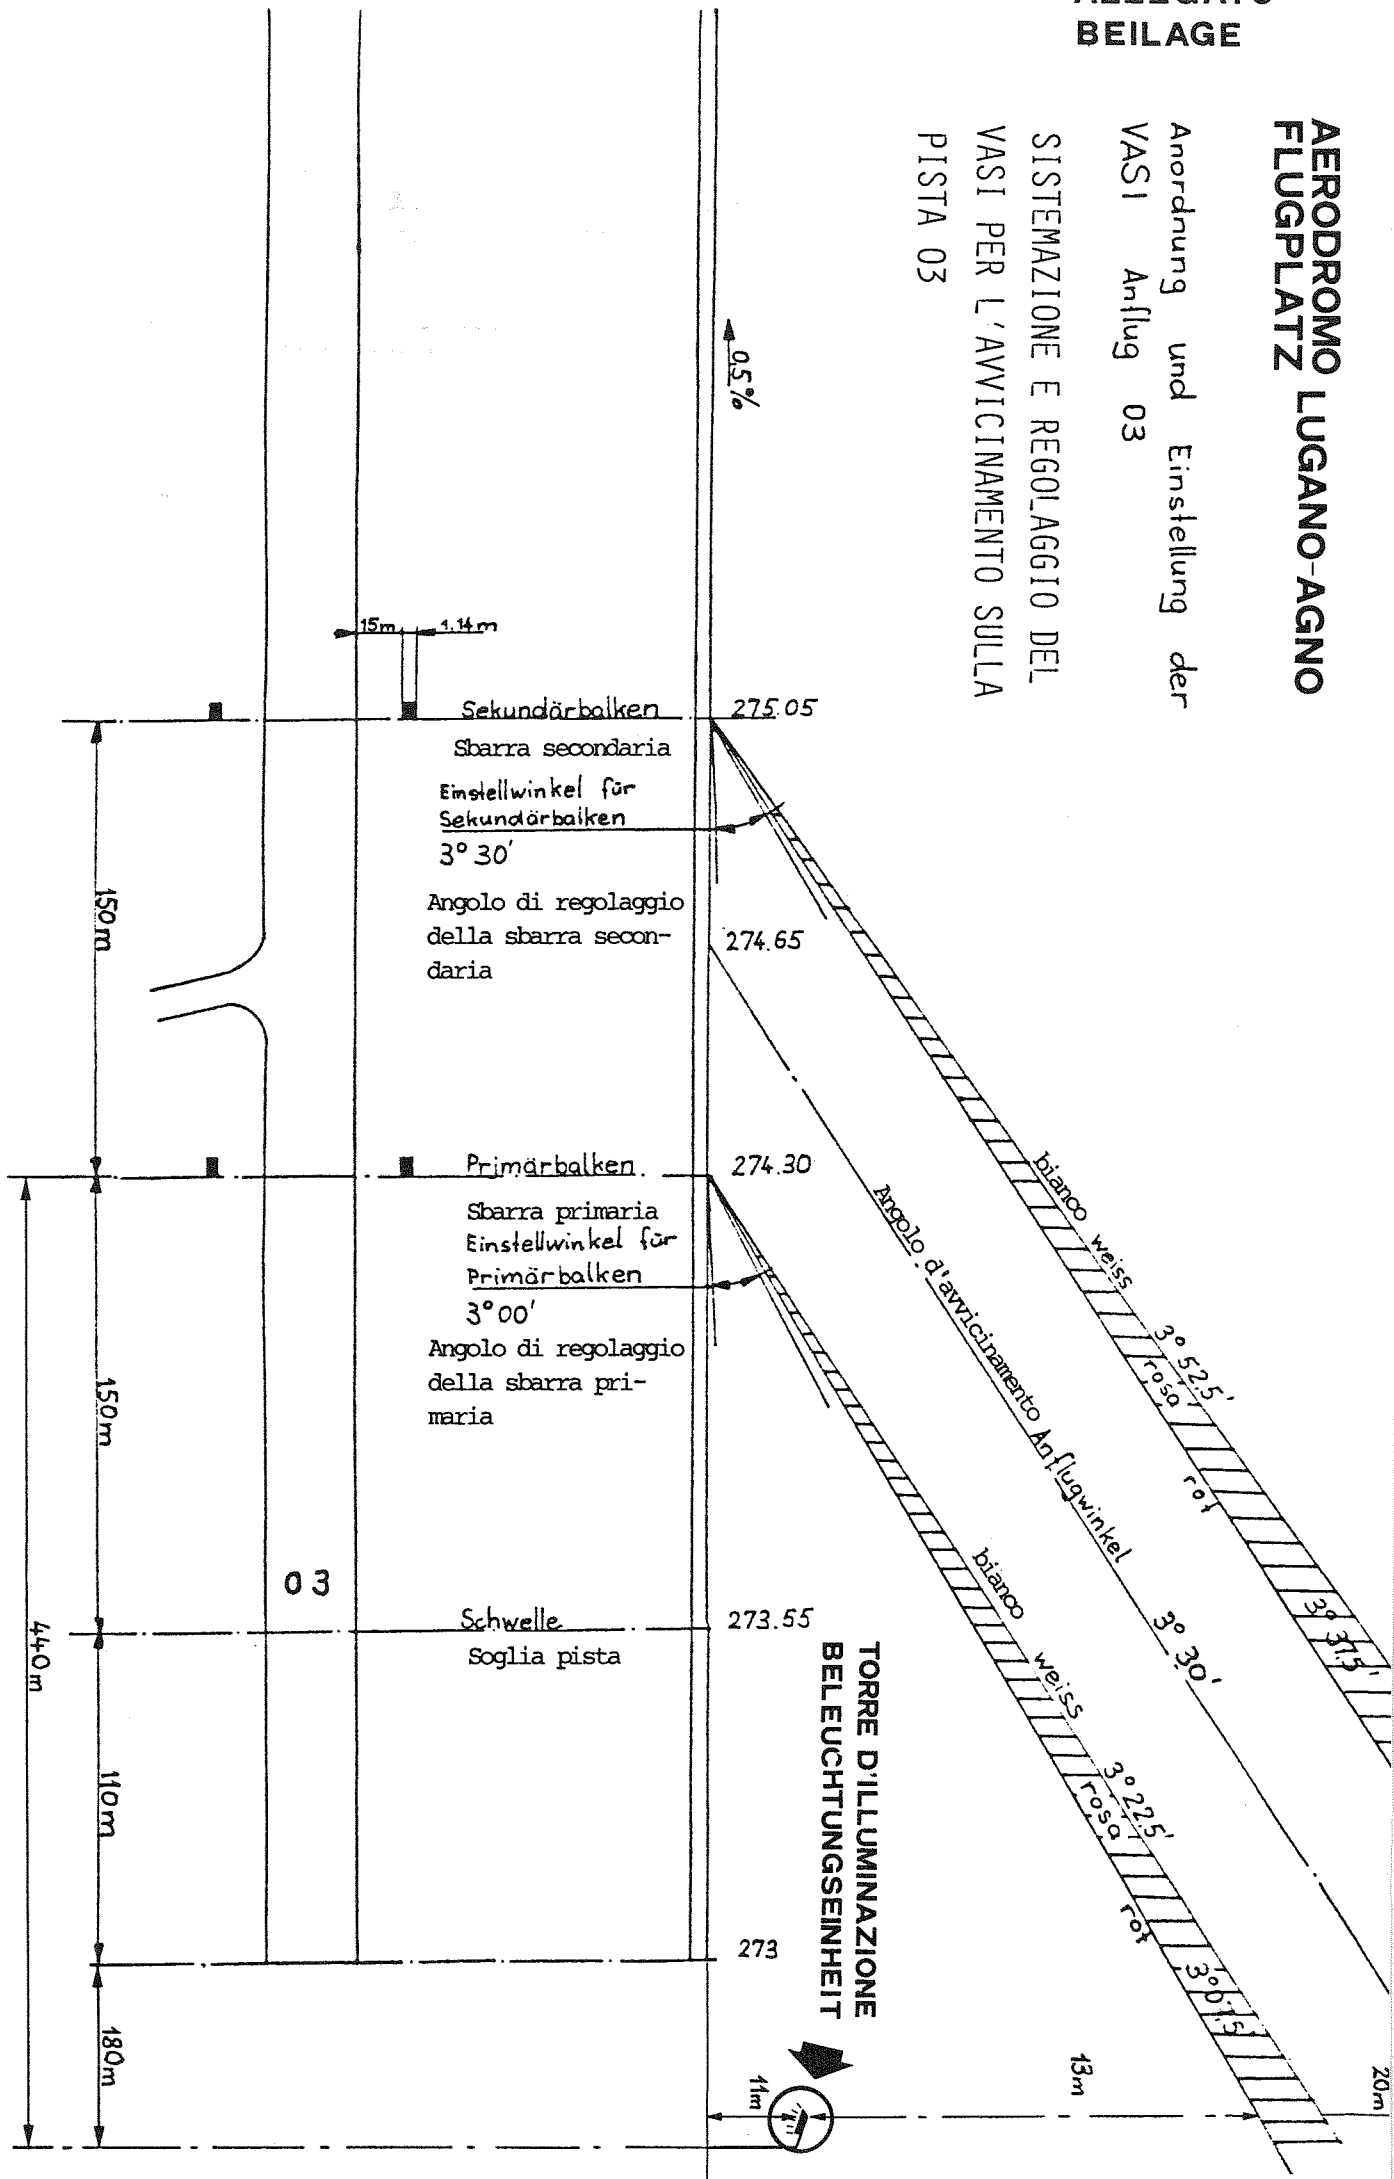 BEILAGE
AERODROMO LUGANO-AGNO
FLUGPLATZ
Anordnung und Einstellung der
VASI Anflug 03
SISTEMAZIONE E REGOLAGGIO DEL
VASI PER L'AVVICINAMENTO SULLA
PISTA 03
0,5%
15m
1.14m
Sekundärbalken
275.05
Sbarra secondaria
Einstellwinkel für
Sekundärbalken
3° 30'
Angolo di regolaggio
della sbarra secon-
daria
150m
274.65
Primärbalken
274.30
Sbarra primaria
Einstellwinkel für
Primärbalken
3° 00'
Angolo di regolaggio
della sbarra pri-
maria
150m
bianco weiss 3° 52,5'
rosa
rot
3° 37,5'
Angolo d'avvicinamento Anflugwinkel 3° 30'
bianco weiss 3° 22,5'
rosa
rot
3° 07,5'
03
Schwelle
273.55
Soglia pista
440m
110m
TORRE D'ILLUMINAZIONE
BELEUCHTUNGSEINHEIT
273
180m
11m
13m
20m